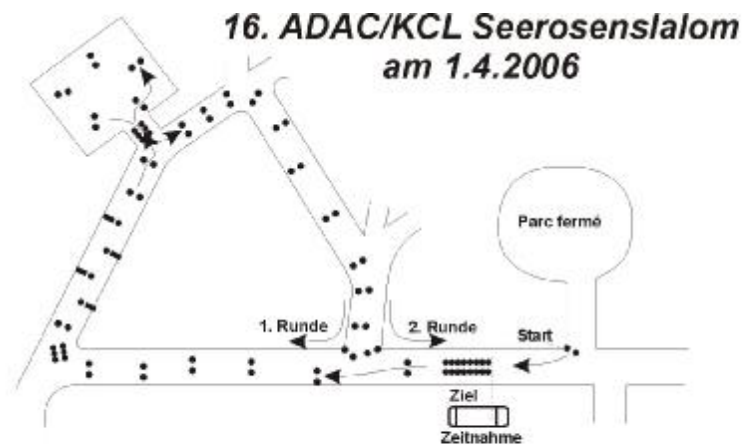 16. ADAC/KCL Seerosenslalom
am 1.4.2006
Parc fermé
1. Runde
2. Runde
Start
Ziel
Zeitnahme